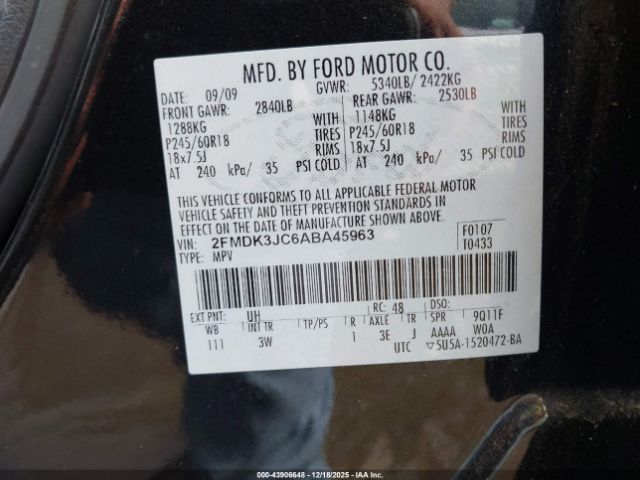 MFD. BY FORD MOTOR CO.
DATE: 09/09 GVWR: 5340LB/ 2422KG
FRONT GAWR: 2840LB REAR GAWR: 2530LB
1288KG WITH 1148KG WITH
P245/60R18 TIRES P245/60R18 TIRES
18x7.5J RIMS 18x7.5J RIMS
AT 240 kPa/ 35 PSI COLD AT 240 kPa/ 35 PSI COLD
THIS VEHICLE CONFORMS TO ALL APPLICABLE FEDERAL MOTOR
VEHICLE SAFETY AND THEFT PREVENTION STANDARDS IN
EFFECT ON THE DATE OF MANUFACTURE SHOWN ABOVE.
VIN: 2FMDK3JC6ABA45963 F0107
TYPE: MPV T0433
EXT PNT: UH RC: 48 DSO:
WB INT TR TP/PS R AXLE TR SPR 9Q11F
111 3W 1 3E J AAAA W0A
UTC ▽5U5A-1520472-BA
00-43906648 - 12/18/2025 - IAA Inc.